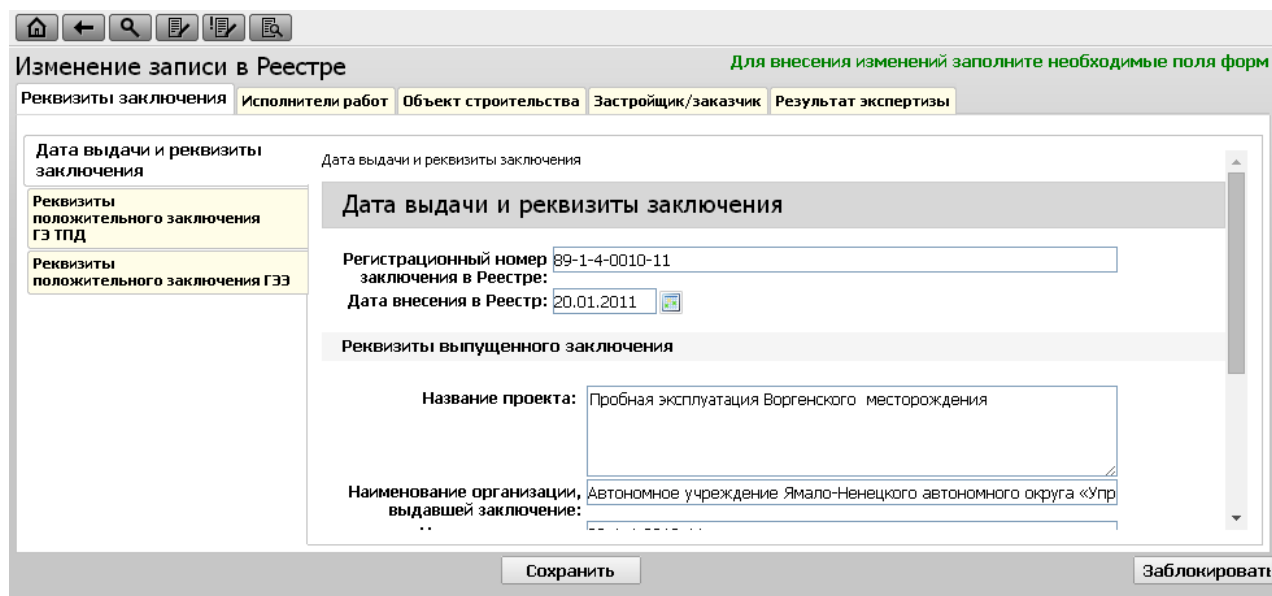 Изменение записи в Реестре
Для внесения изменений заполните необходимые поля форм
Реквизиты заключения Исполнители работ Объект строительства Застройщик/заказчик Результат экспертизы
Дата выдачи и реквизиты
заключения
Реквизиты
положительного заключения
ГЭ ТПД
Реквизиты
положительного заключения ГЭЭ
Дата выдачи и реквизиты заключения
Дата выдачи и реквизиты заключения
Регистрационный номер 89-1-4-0010-11
заключения в Реестре:
Дата внесения в Реестр: 20.01.2011
Реквизиты выпущенного заключения
Название проекта: Пробная эксплуатация Воргенского месторождения
Наименование организации, Автономное учреждение Ямало-Ненецкого автономного округа «Упр
выдавшей заключение:
Сохранить
Заблокировать